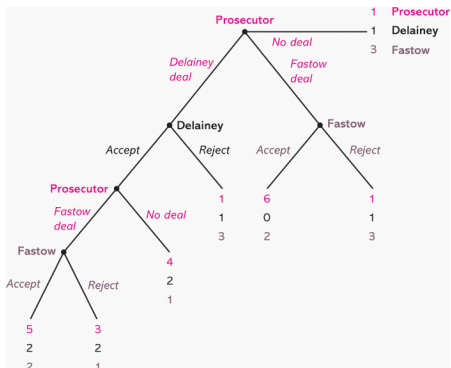 Prosecutor
1 Prosecutor
No deal
1 Delainey
3 Fastow
Delainey
deal
Fastow
deal
Delainey
Fastow
Accept
Reject
Accept
Reject
Prosecutor
1
1
3
6
0
2
1
1
3
Fastow
deal
No deal
Fastow
4
2
1
Accept
Reject
5
2
2
3
2
1